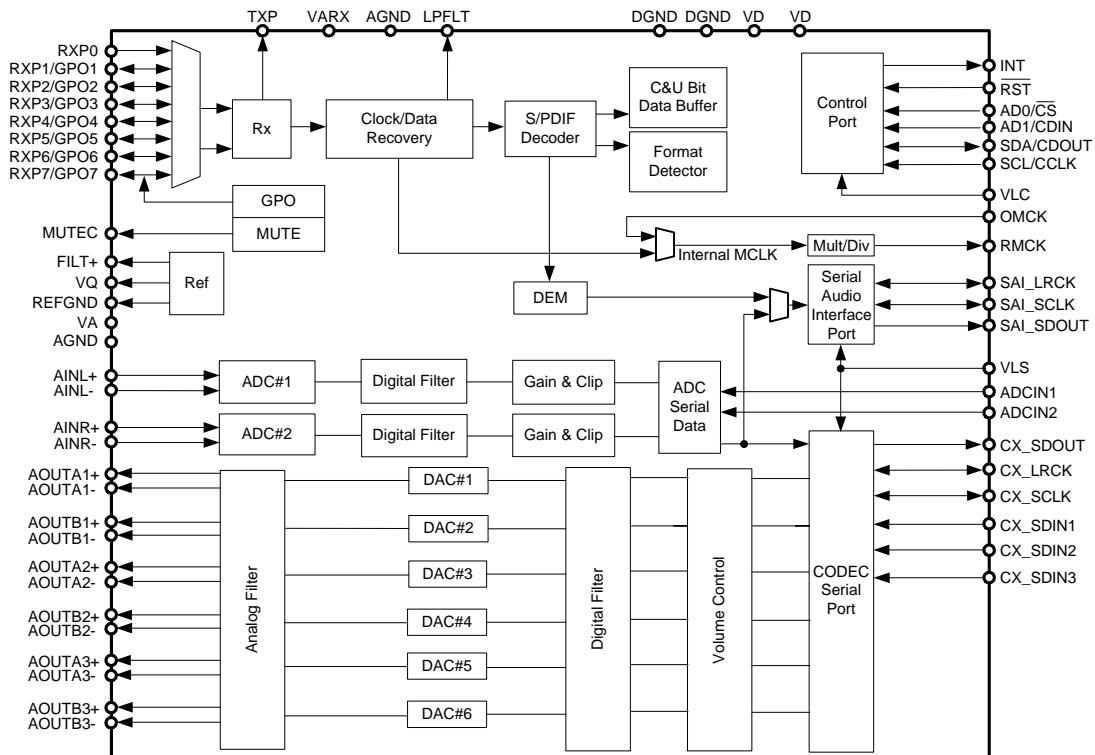 TXP
VARX
AGND
LPFLT
DGND
DGND
VD
VD
RXP0
RXP1/GPO1
RXP2/GPO2
RXP3/GPO3
RXP4/GPO4
RXP5/GPO5
RXP6/GPO6
RXP7/GPO7
Rx
Clock/Data
Recovery
S/PDIF
Decoder
C&U Bit
Data Buffer
Format
Detector
Control
Port
INT
RST
AD0/CS
AD1/CDIN
SDA/CDOUT
SCL/CCLK
VLC
OMCK
RMCK
GPO
MUTE
MUTEC
FILT+
VQ
REFGND
VA
AGND
Ref
Internal MCLK
Mult/Div
DEM
Serial
Audio
Interface
Port
SAI_LRCK
SAI_SCLK
SAI_SDOUT
VLS
ADCIN1
ADCIN2
AINL+
AINL-
ADC#1
Digital Filter
Gain & Clip
ADC
Serial
Data
AINR+
AINR-
ADC#2
Digital Filter
Gain & Clip
CX_SDOUT
CX_LRCK
CX_SCLK
CX_SDIN1
CX_SDIN2
CX_SDIN3
AOUTA1+
AOUTA1-
AOUTB1+
AOUTB1-
AOUTA2+
AOUTA2-
AOUTB2+
AOUTB2-
AOUTA3+
AOUTA3-
AOUTB3+
AOUTB3-
Analog Filter
DAC#1
DAC#2
DAC#3
DAC#4
DAC#5
DAC#6
Digital Filter
Volume Control
CODEC
Serial
Port